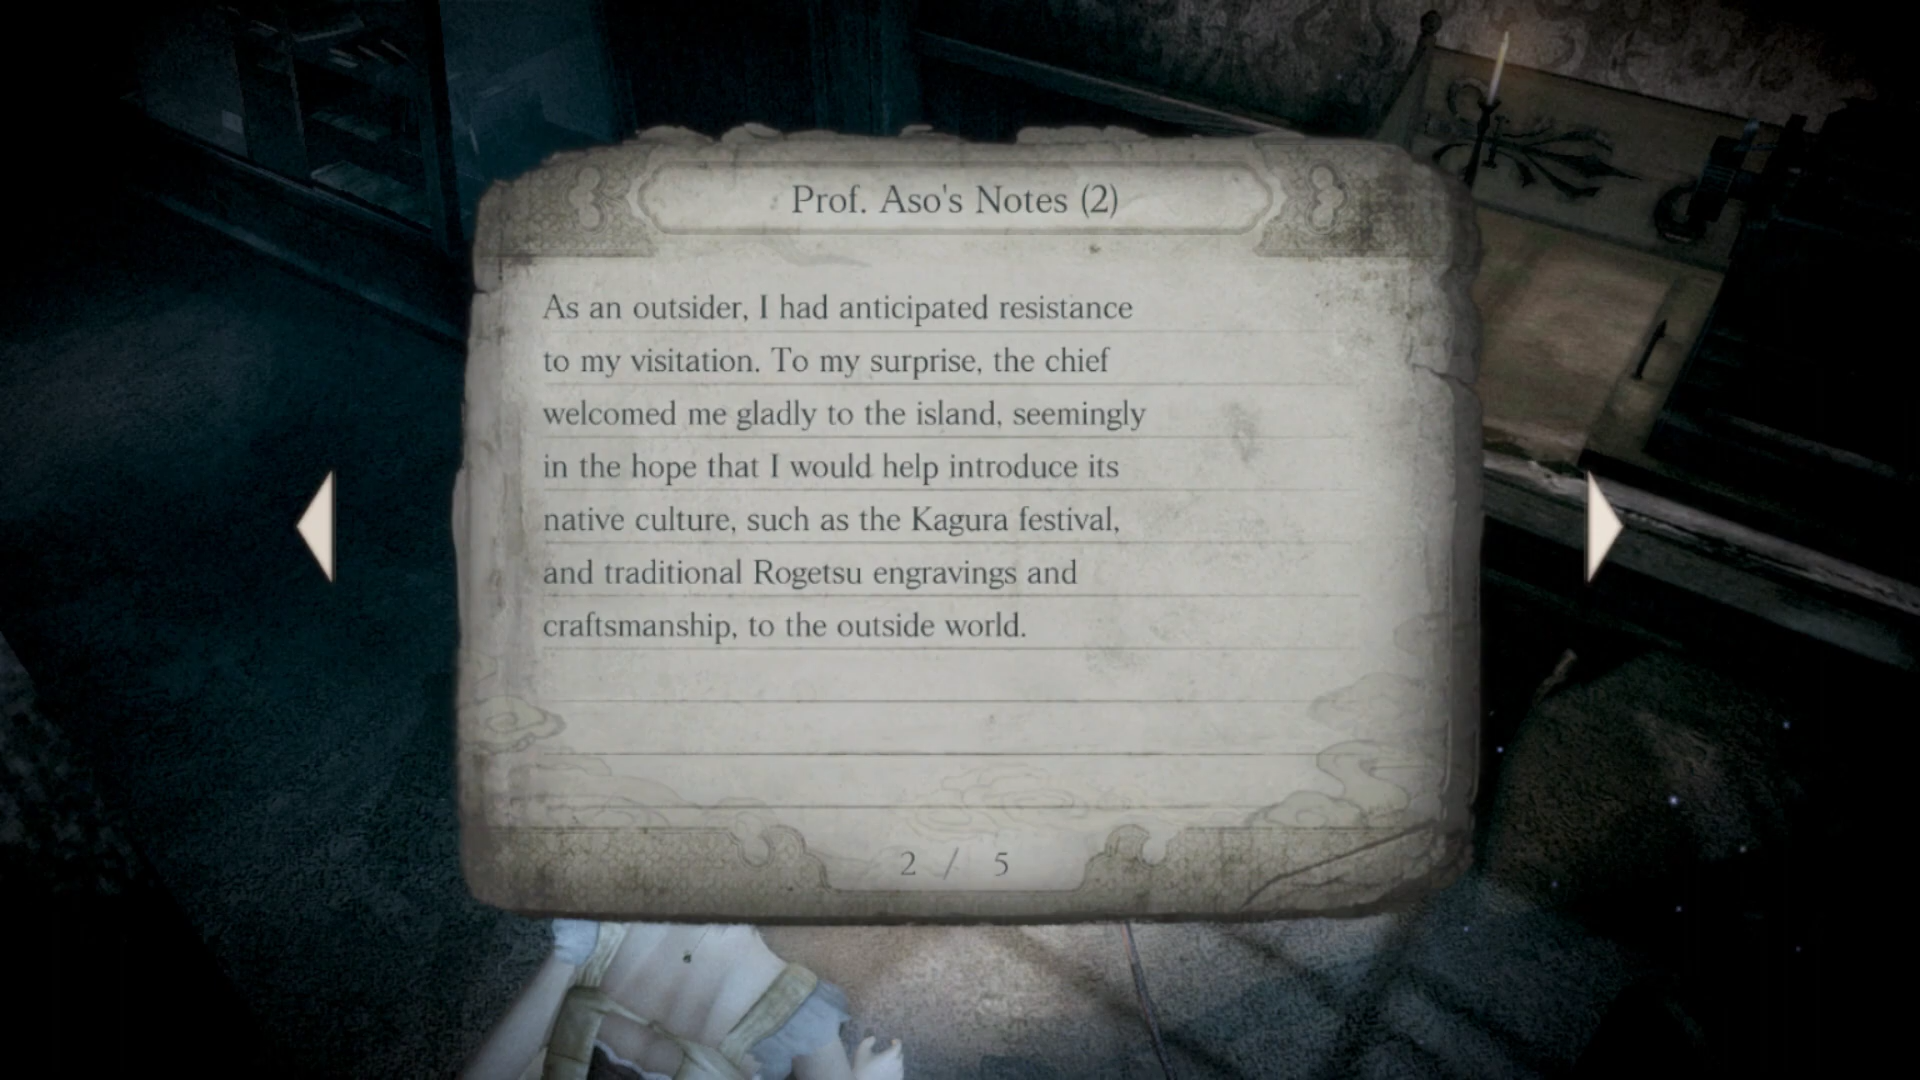 Prof. Aso's Notes (2)
As an outsider, I had anticipated resistance
to my visitation. To my surprise, the chief
welcomed me gladly to the island, seemingly
in the hope that I would help introduce its
native culture, such as the Kagura festival,
and traditional Rogetsu engravings and
craftsmanship, to the outside world.
2 / 5